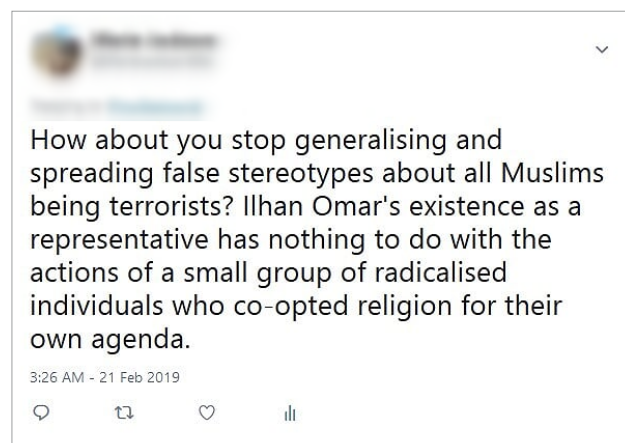 How about you stop generalising and
spreading false stereotypes about all Muslims
being terrorists? Ilhan Omar's existence as a
representative has nothing to do with the
actions of a small group of radicalised
individuals who co-opted religion for their
own agenda.
3:26 AM - 21 Feb 2019